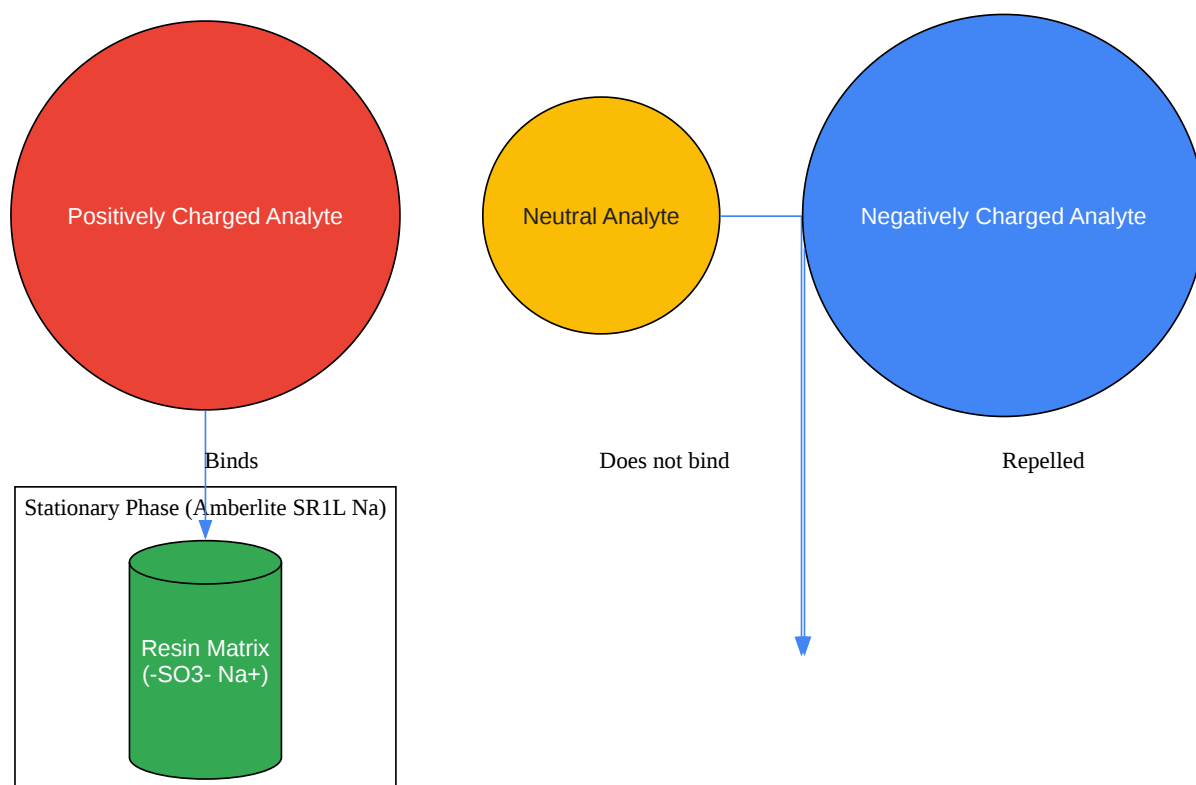 Positively Charged Analyte
Neutral Analyte
Negatively Charged Analyte
Binds
Does not bind
Repelled
Stationary Phase (Amberlite SR1L Na)
Resin Matrix
(-SO3- Na+)